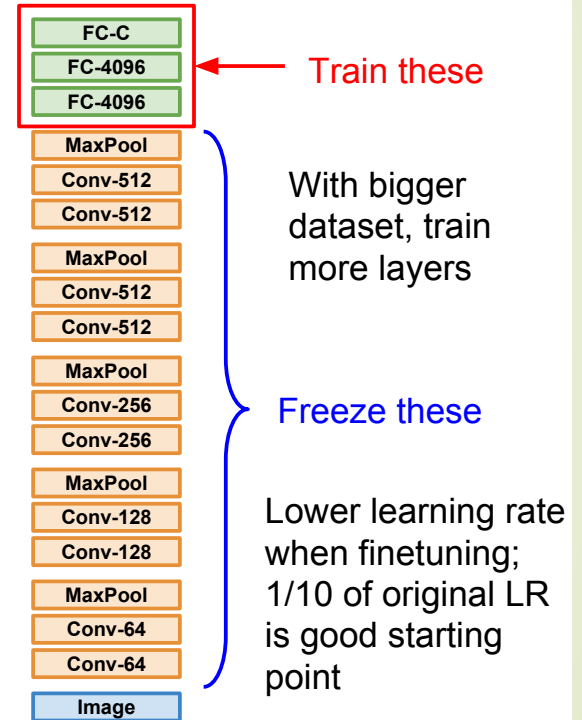 FC-C
FC-4096
FC-4096
Train these
MaxPool
Conv-512
Conv-512
MaxPool
Conv-512
Conv-512
MaxPool
Conv-256
Conv-256
MaxPool
Conv-128
Conv-128
MaxPool
Conv-64
Conv-64
Image
With bigger
dataset, train
more layers
Freeze these
Lower learning rate
when finetuning;
1/10 of original LR
is good starting
point